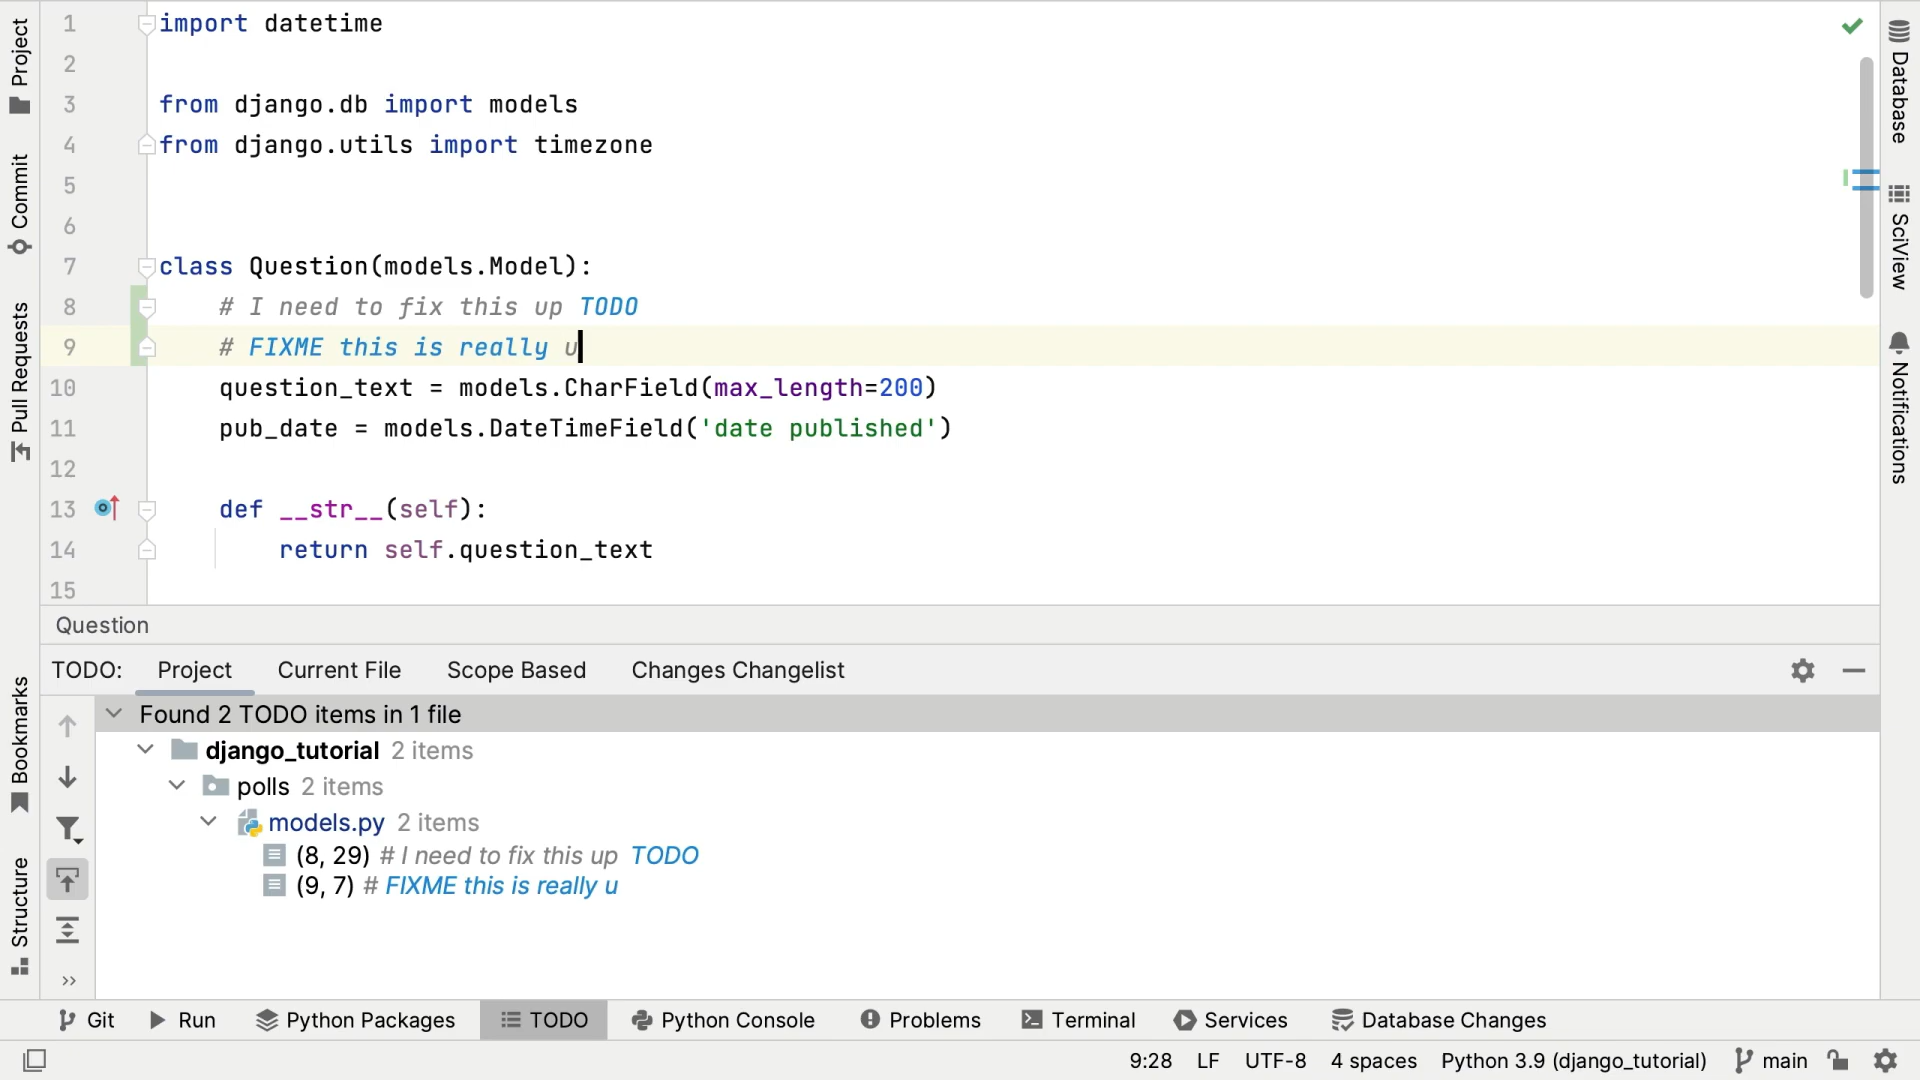 Project
Commit
Pull Requests
Bookmarks
Structure
1 import datetime
2
3 from django.db import models
4 from django.utils import timezone
5
6
7 class Question(models.Model):
8 # I need to fix this up TODO
9 # FIXME this is really u
10 question_text = models.CharField(max_length=200)
11 pub_date = models.DateTimeField('date published')
12
13 def __str__(self):
14 return self.question_text
15
Database
SciView
Notifications
Question
TODO: Project Current File Scope Based Changes Changelist
Found 2 TODO items in 1 file
django_tutorial 2 items
polls 2 items
models.py 2 items
(8, 29) # I need to fix this up TODO
(9, 7) # FIXME this is really u
Git Run Python Packages TODO Python Console Problems Terminal Services Database Changes
9:28 LF UTF-8 4 spaces Python 3.9 (django_tutorial) main